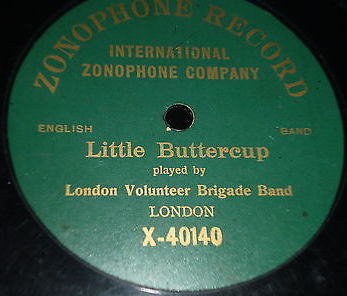 ZONOPHONE RECORD
INTERNATIONAL
ZONOPHONE COMPANY
ENGLISH BAND
Little Buttercup
played by
London Volunteer Brigade Band
LONDON
X-40140